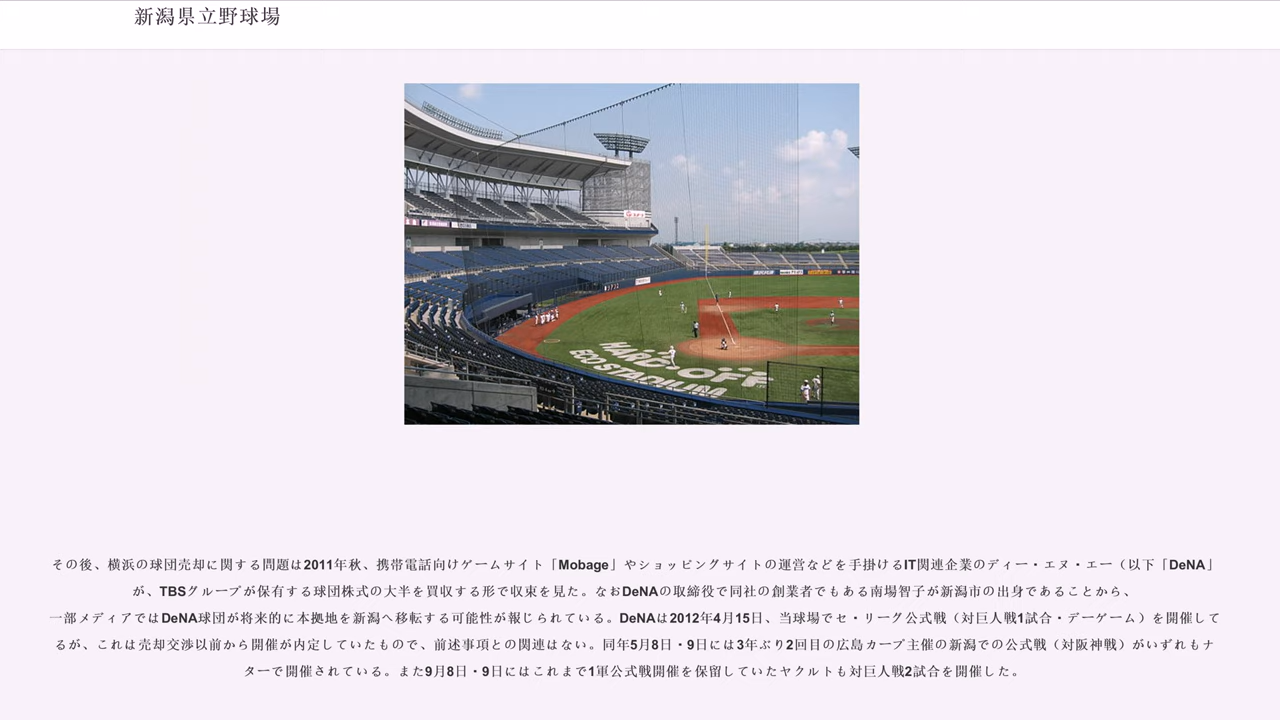 新潟県立野球場
HARD OFF
ECO STADIUM
その後、横浜の球団売却に関する問題は2011年秋、携帯電話向けゲームサイト「Mobage」やショッピングサイトの運営などを手掛けるIT関連企業のディー・エヌ・エー（以下「DeNA」
が、TBSグループが保有する球団株式の大半を買収する形で収束を見た。なおDeNAの取締役で同社の創業者でもある南場智子が新潟市の出身であることから、
一部メディアではDeNA球団が将来的に本拠地を新潟へ移転する可能性が報じられている。DeNAは2012年4月15日、当球場でセ・リーグ公式戦（対巨人戦1試合・デーゲーム）を開催して
るが、これは売却交渉以前から開催が内定していたもので、前述事項との関連はない。同年5月8日・9日には3年ぶり2回目の広島カープ主催の新潟での公式戦（対阪神戦）がいずれもナ
ターで開催されている。また9月8日・9日にはこれまで1軍公式戦開催を保留していたヤクルトも対巨人戦2試合を開催した。